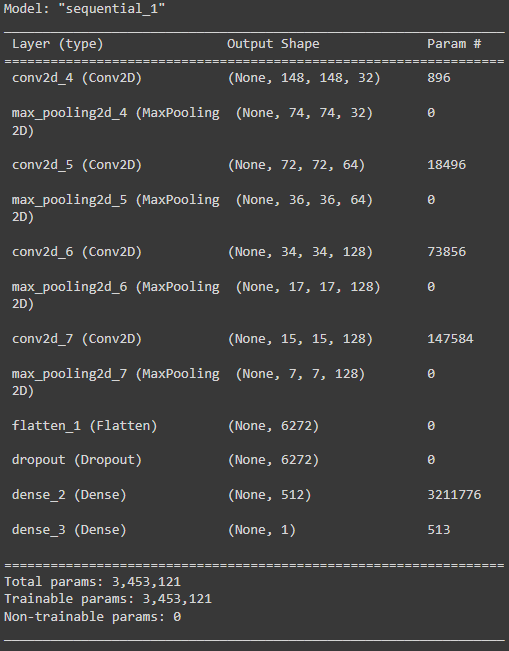 Model: "sequential_1"
Layer (type) Output Shape Param #
conv2d_4 (Conv2D) (None, 148, 148, 32) 896
max_pooling2d_4 (MaxPooling (None, 74, 74, 32) 0
2D)
conv2d_5 (Conv2D) (None, 72, 72, 64) 18496
max_pooling2d_5 (MaxPooling (None, 36, 36, 64) 0
2D)
conv2d_6 (Conv2D) (None, 34, 34, 128) 73856
max_pooling2d_6 (MaxPooling (None, 17, 17, 128) 0
2D)
conv2d_7 (Conv2D) (None, 15, 15, 128) 147584
max_pooling2d_7 (MaxPooling (None, 7, 7, 128) 0
2D)
flatten_1 (Flatten) (None, 6272) 0
dropout (Dropout) (None, 6272) 0
dense_2 (Dense) (None, 512) 3211776
dense_3 (Dense) (None, 1) 513
Total params: 3,453,121
Trainable params: 3,453,121
Non-trainable params: 0